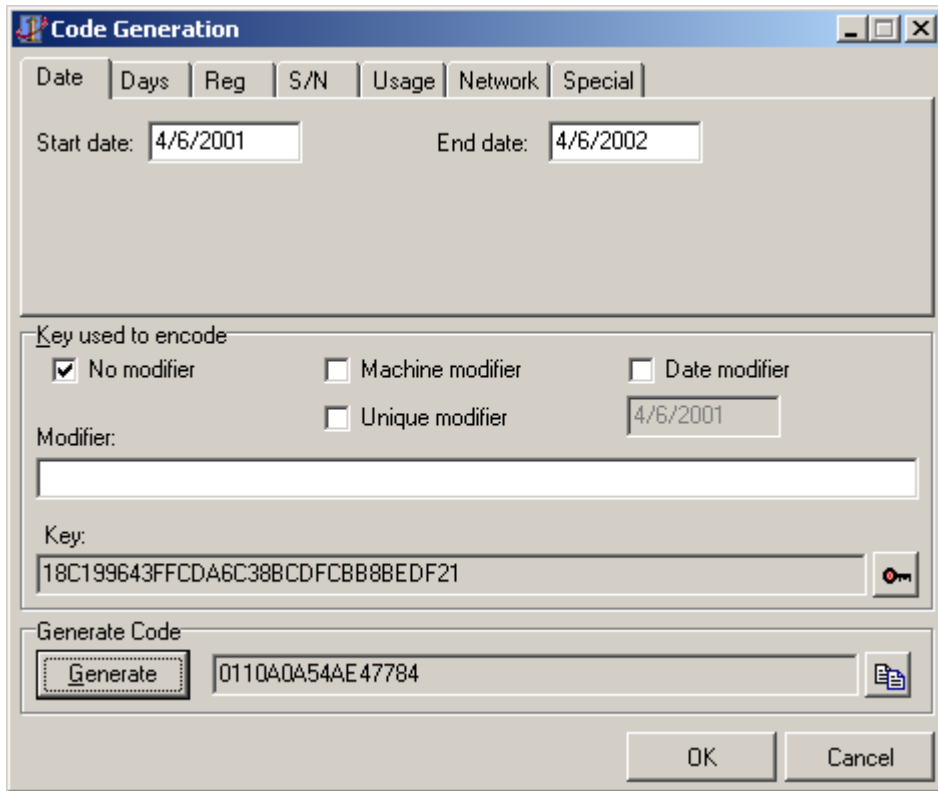 Code Generation
Date Days Reg S/N Usage Network Special
Start date: 4/6/2001 End date: 4/6/2002
Key used to encode
No modifier Machine modifier Date modifier
Unique modifier 4/6/2001
Modifier:
Key:
18C199643FFCDA6C38BCDFCBB8BEDF21
Generate Code
Generate 0110A0A54AE47784
OK Cancel